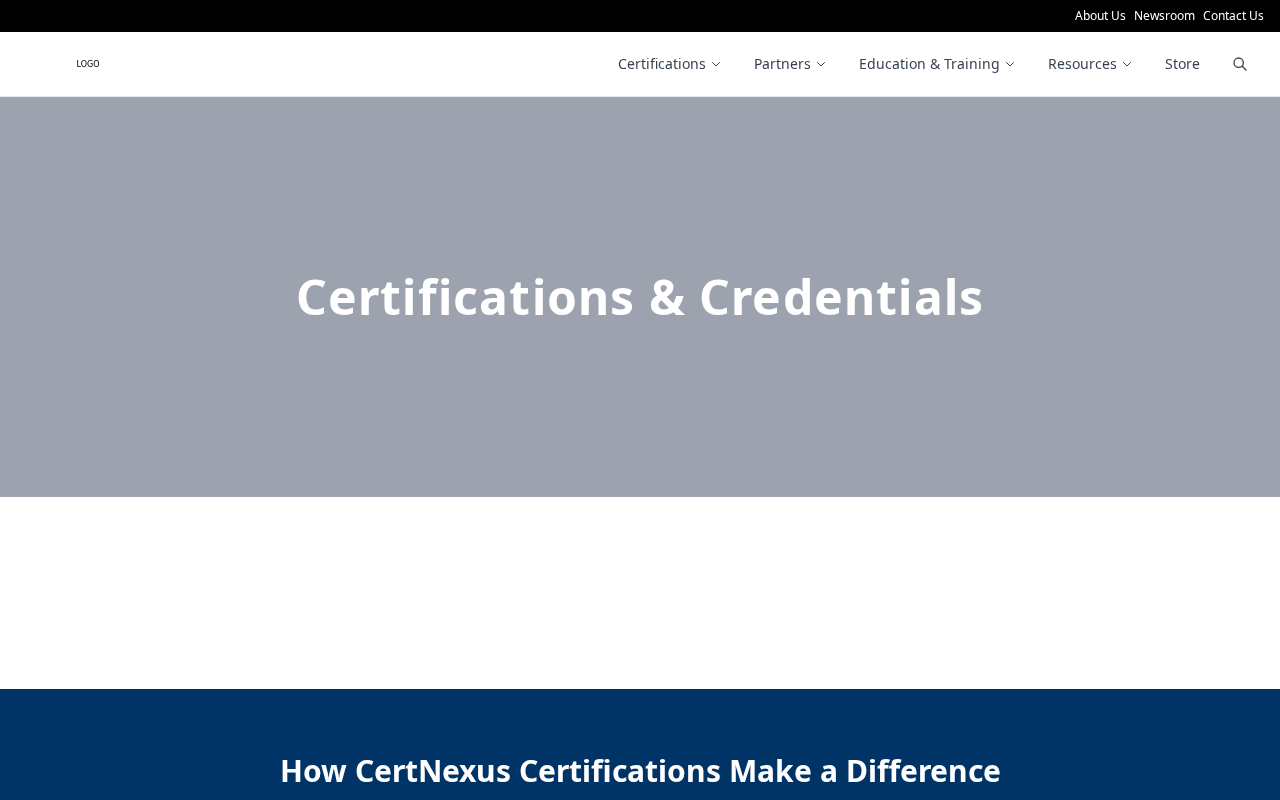 About Us Newsroom Contact Us
LOGO Certifications Partners Education & Training Resources Store
Certifications & Credentials
How CertNexus Certifications Make a Difference